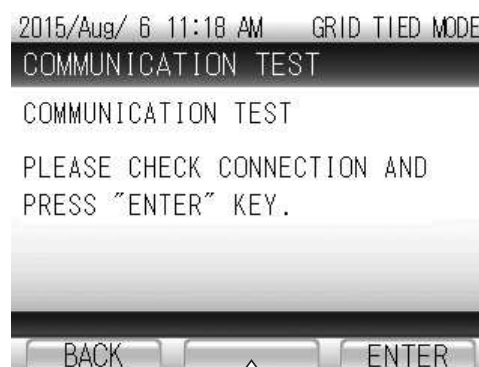 2015/Aug/ 6 11:18 AM GRID TIED MODE
COMMUNICATION TEST
COMMUNICATION TEST
PLEASE CHECK CONNECTION AND
PRESS "ENTER" KEY.
BACK ENTER